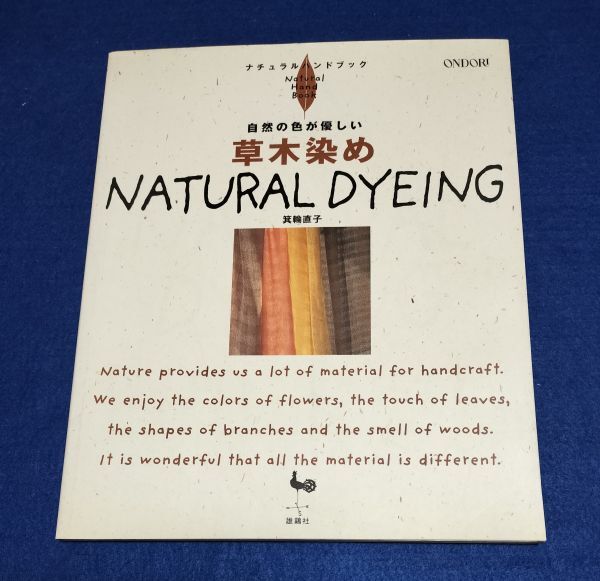 ナチュラルハンドブック
ONDORI
Natural
Hand
Book
自然の色が優しい
草木染め
NATURAL DYEING
箕輪直子
Nature provides us a lot of material for handcraft.
We enjoy the colors of flowers, the touch of leaves,
the shapes of branches and the smell of woods.
It is wonderful that all the material is different.
雄鷄社